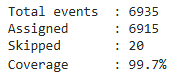 Total events : 6935
Assigned : 6915
Skipped : 20
Coverage : 99.7%